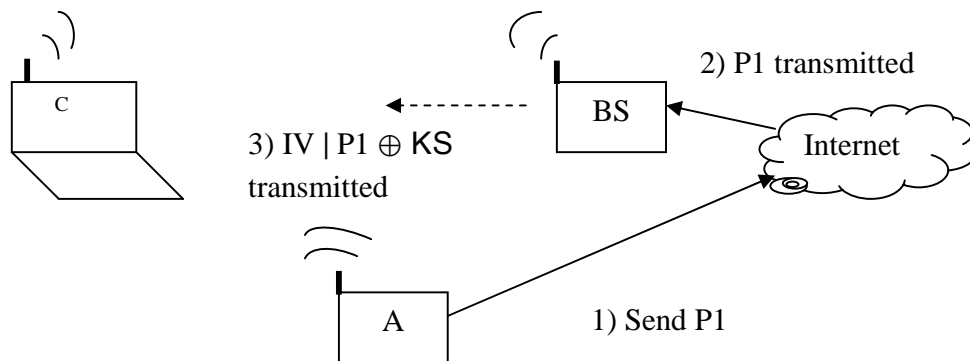 C
BS
2) P1 transmitted
Internet
3) IV | P1 ⊕ KS
transmitted
A
1) Send P1